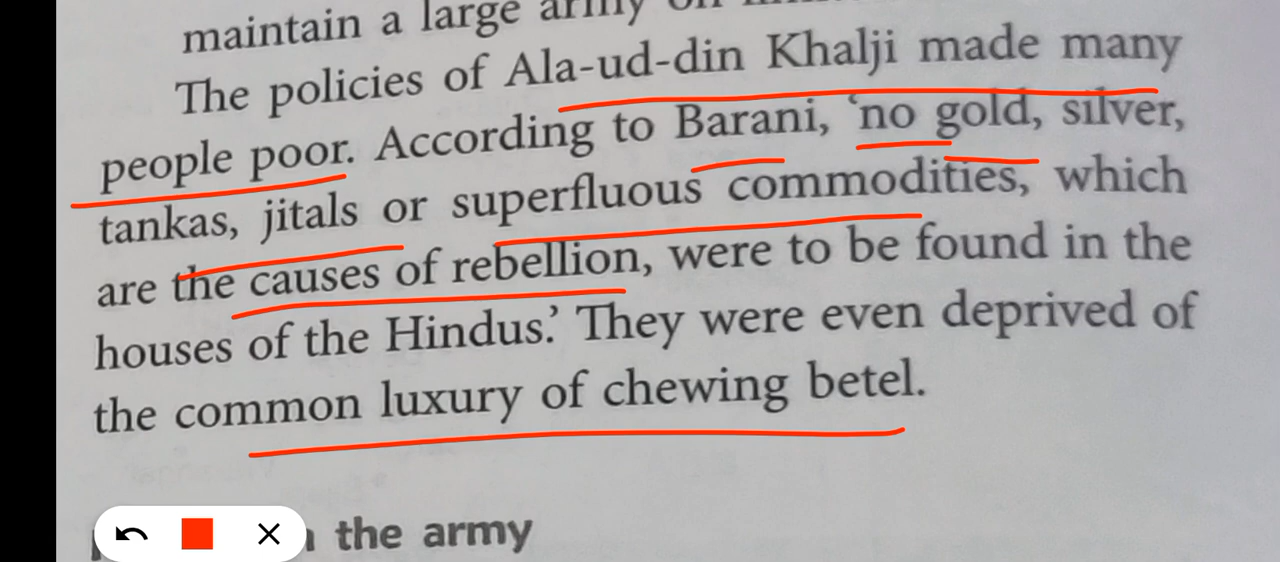 maintain a large army on
The policies of Ala-ud-din Khalji made many
people poor. According to Barani, ‘no gold, silver,
tankas, jitals or superfluous commodities, which
are the causes of rebellion, were to be found in the
houses of the Hindus.’ They were even deprived of
the common luxury of chewing betel.
the army